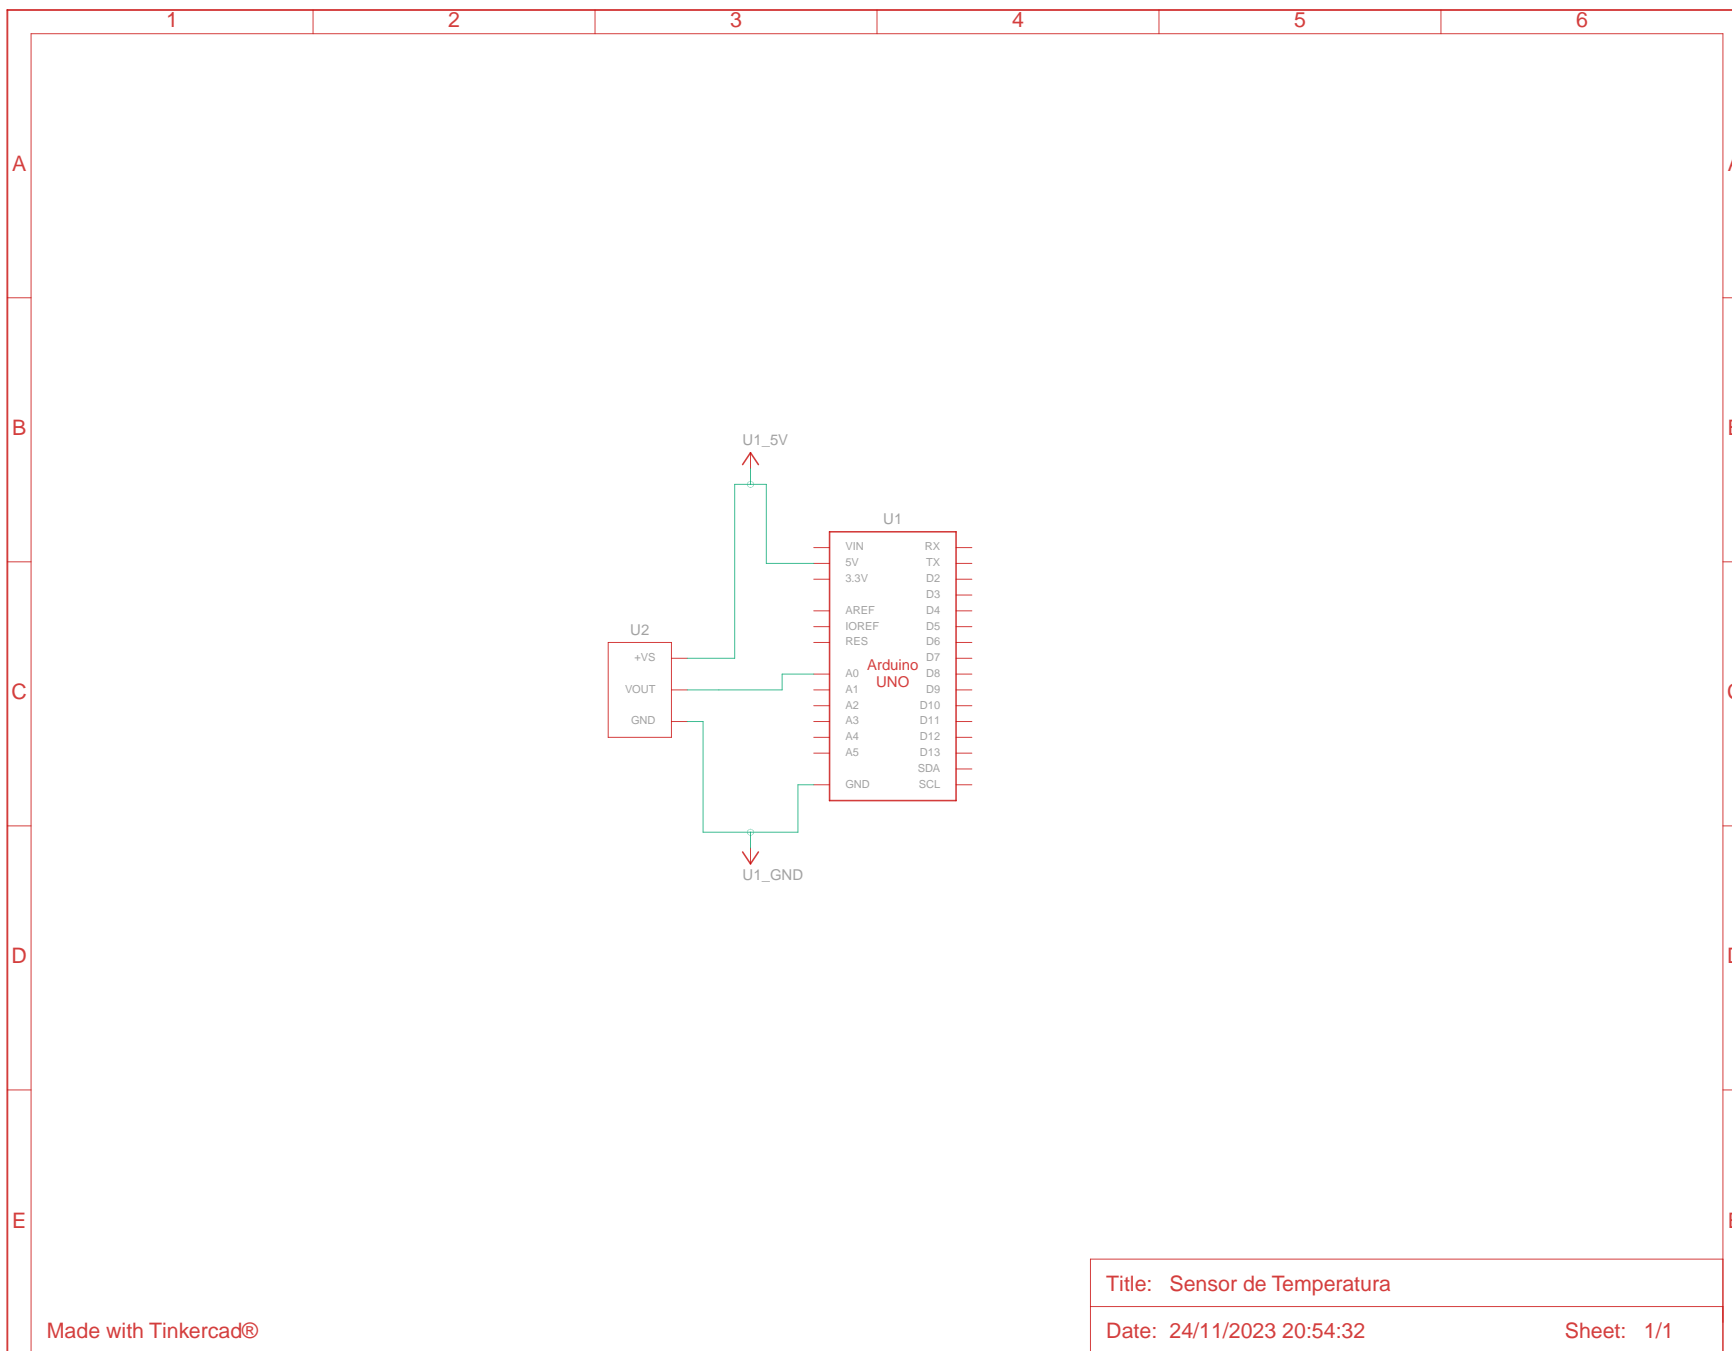 1 2 3 4 5 6
A
B
C
D
E
U1_5V
U1
VIN RX
5V TX
3.3V D2
D3
AREF D4
IOREF D5
RES D6
D7
A0 D8
A1 D9
A2 D10
A3 D11
A4 D12
A5 D13
SDA
GND SCL
Arduino
UNO
U2
+VS
VOUT
GND
U1_GND
Title: Sensor de Temperatura
Made with Tinkercad®
Date: 24/11/2023 20:54:32 Sheet: 1/1